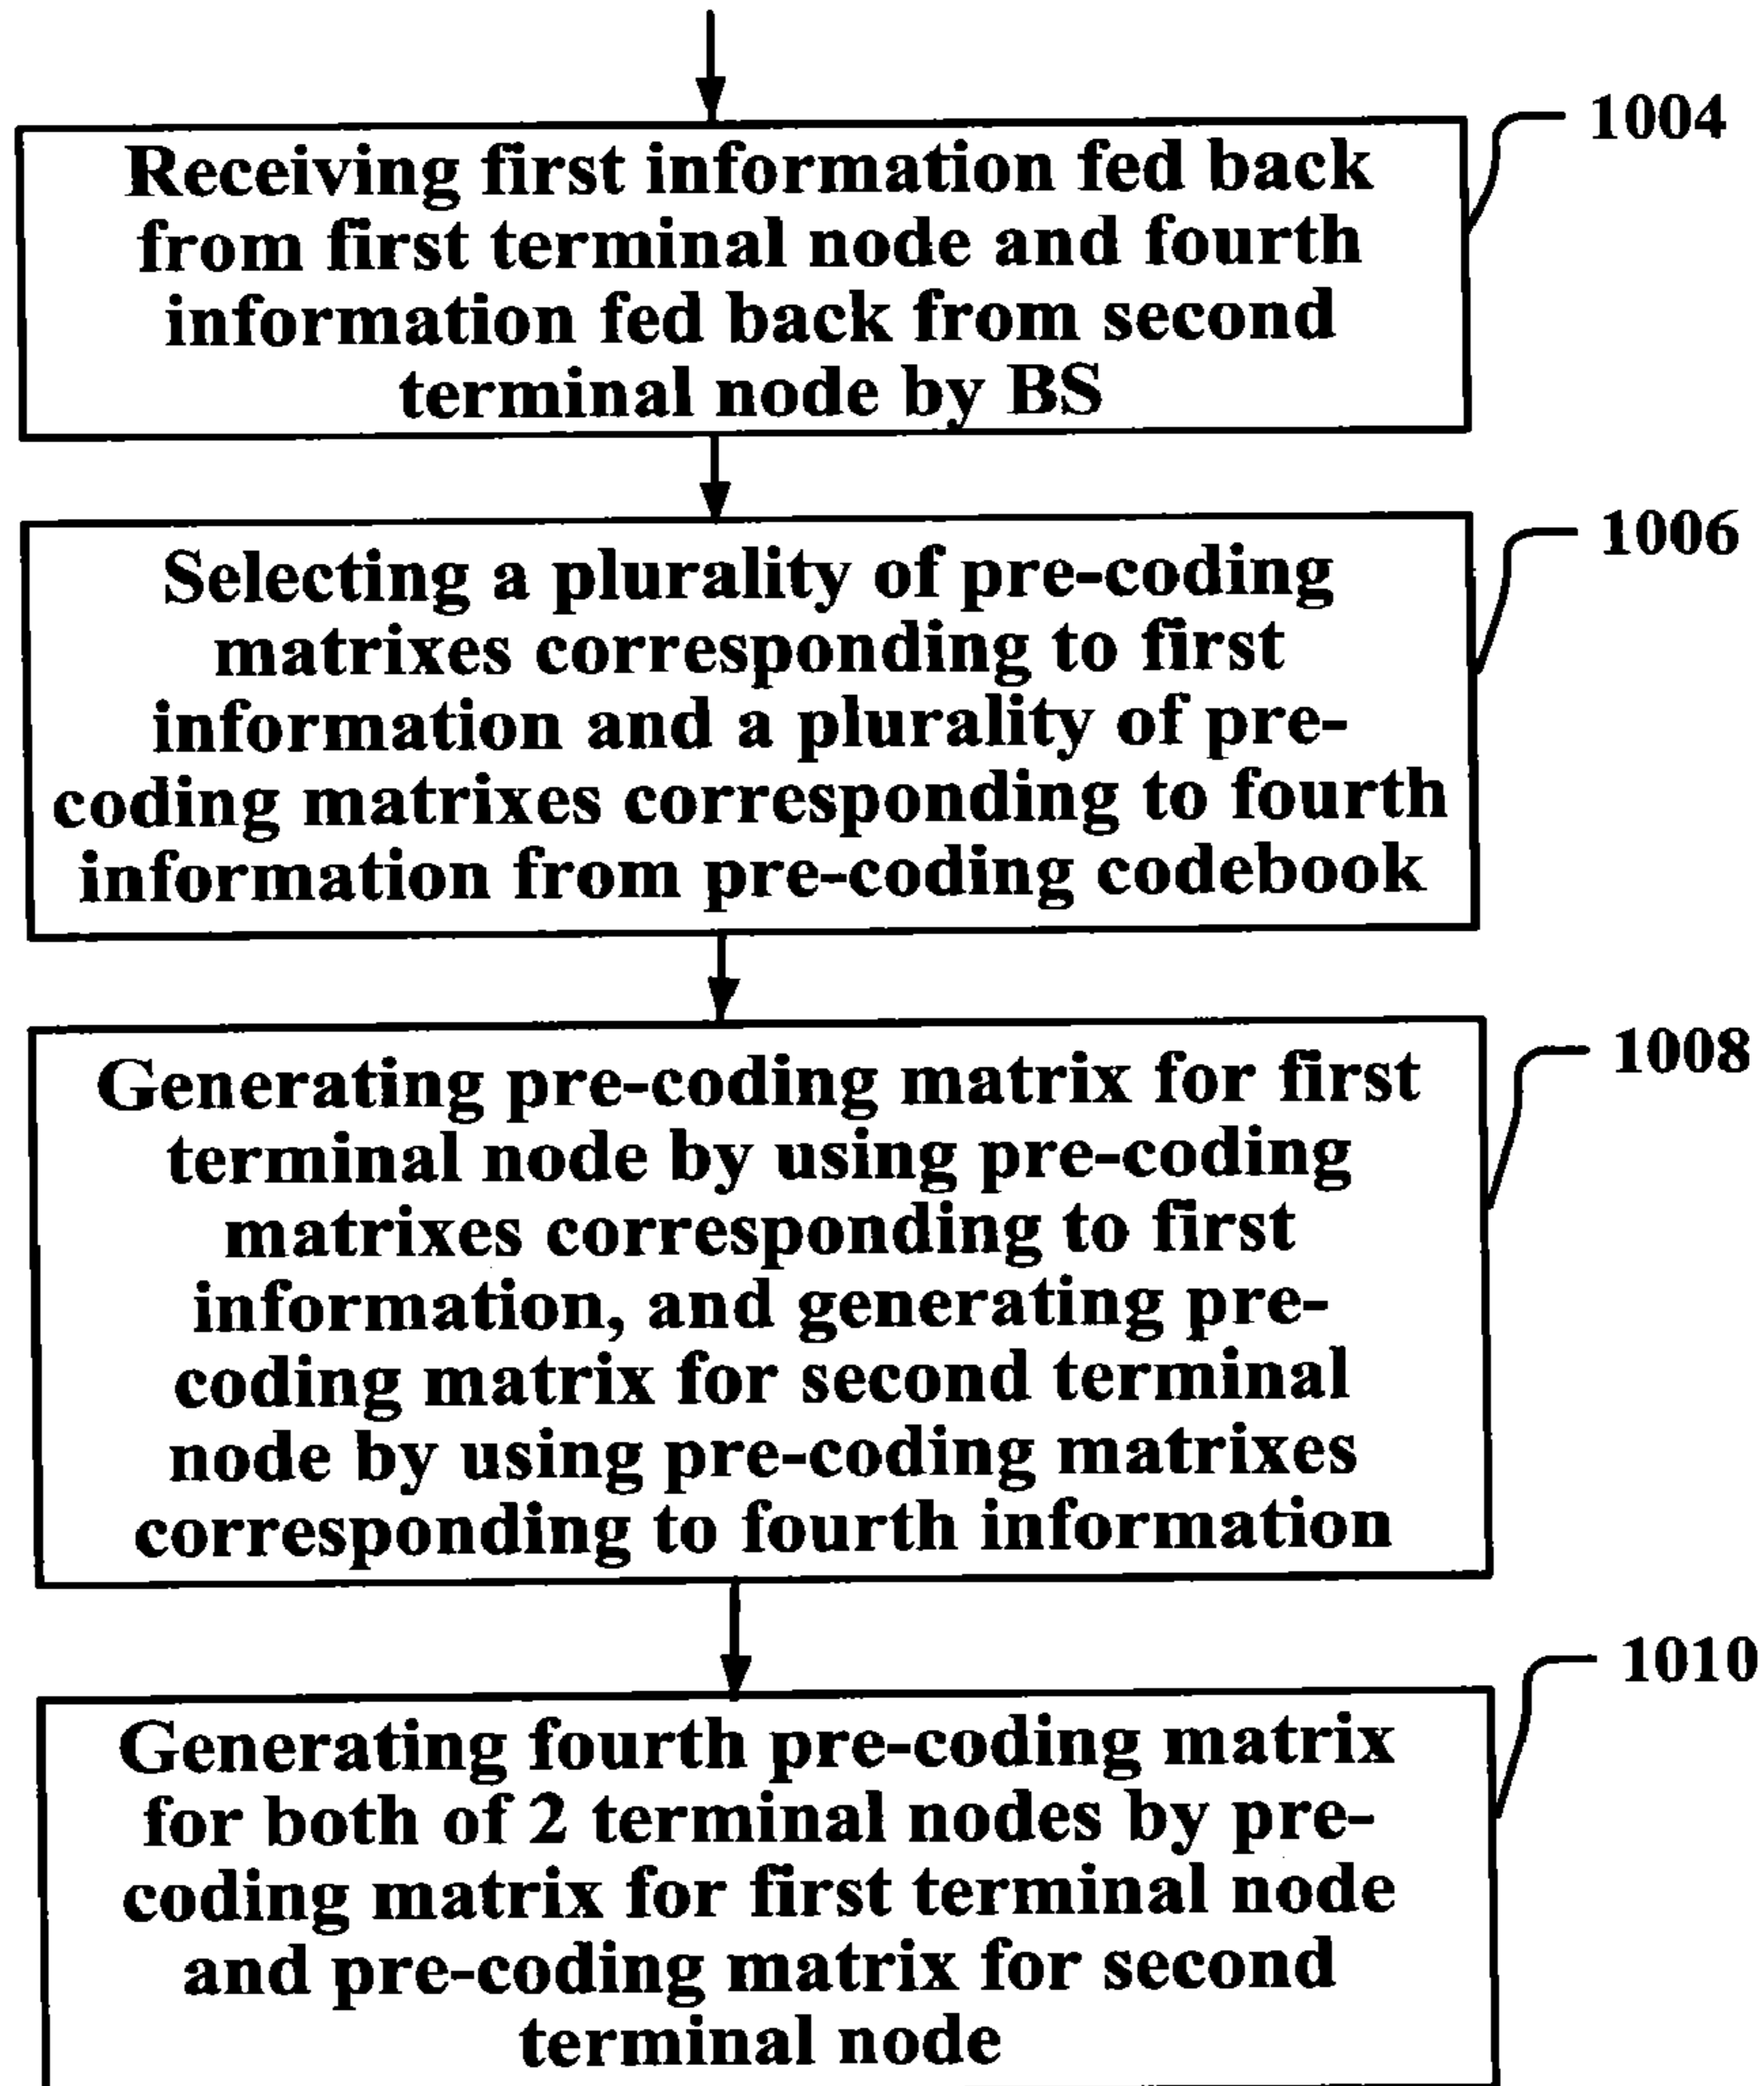 1004
Receiving first information fed back
from first terminal node and fourth
information fed back from second
terminal node by BS
1006
Selecting a plurality of pre-coding
matrixes corresponding to first
information and a plurality of pre-
coding matrixes corresponding to fourth
information from pre-coding codebook
1008
Generating pre-coding matrix for first
terminal node by using pre-coding
matrixes corresponding to first
information, and generating pre-
coding matrix for second terminal
node by using pre-coding matrixes
corresponding to fourth information
1010
Generating fourth pre-coding matrix
for both of 2 terminal nodes by pre-
coding matrix for first terminal node
and pre-coding matrix for second
terminal node